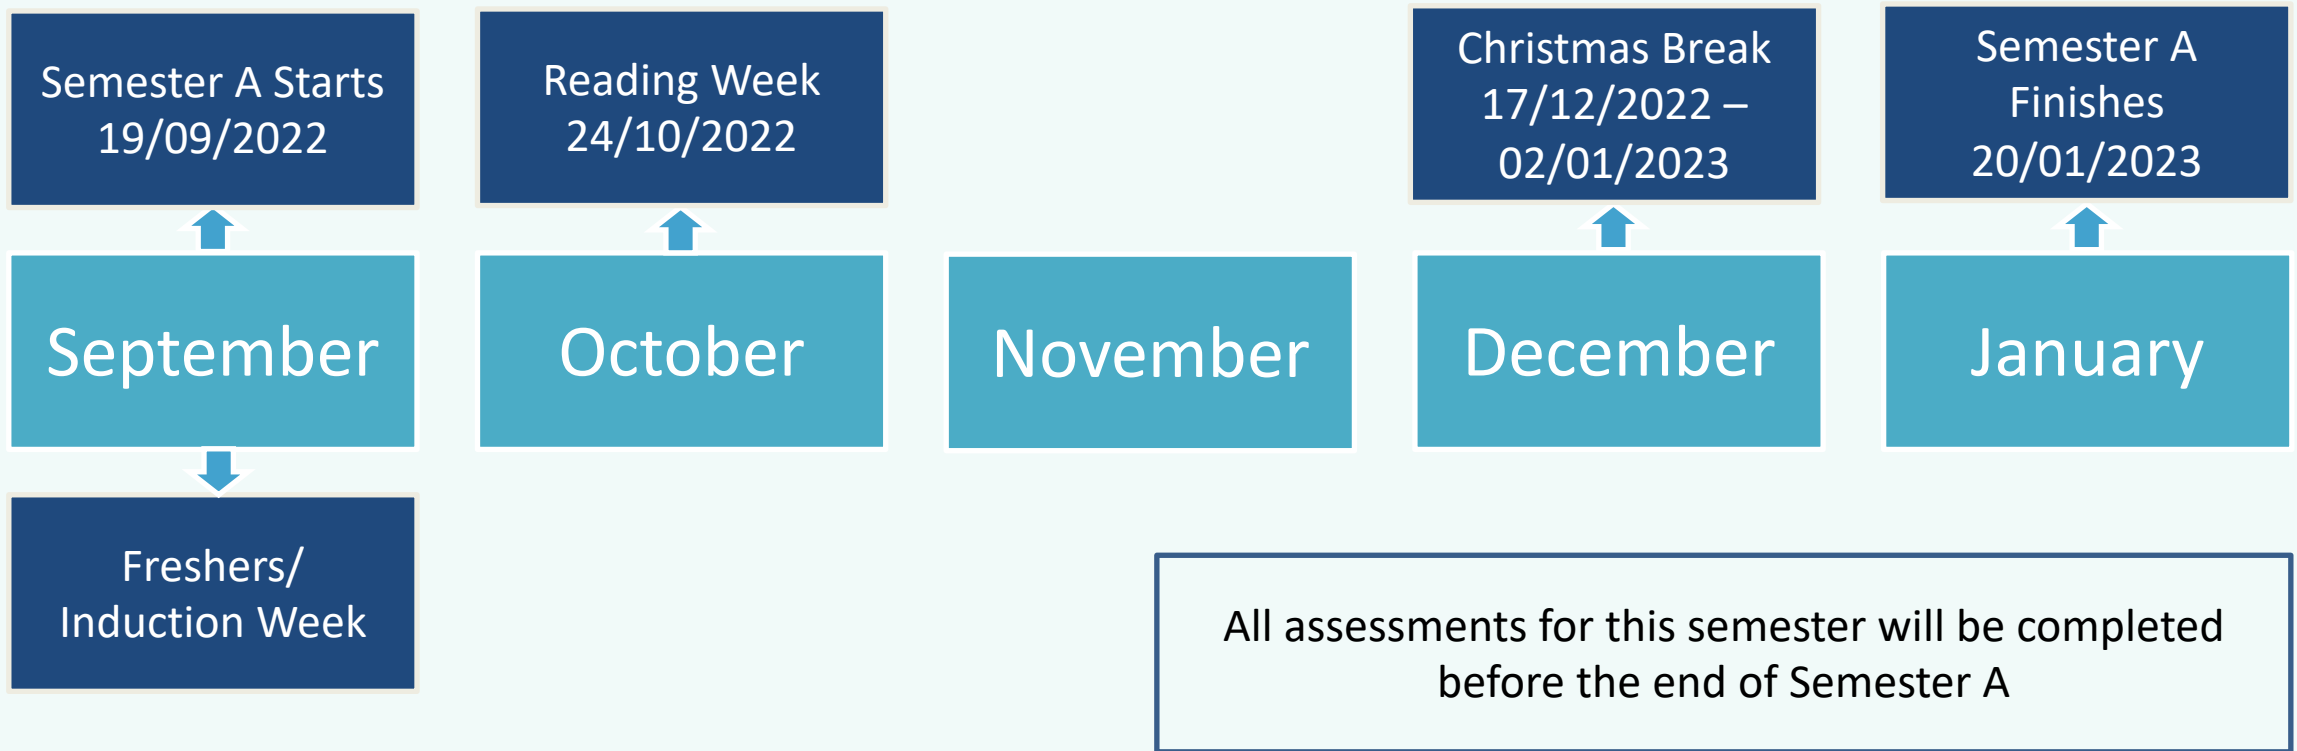 Semester A Starts
19/09/2022
Reading Week
24/10/2022
Christmas Break
17/12/2022 –
02/01/2023
Semester A
Finishes
20/01/2023
September
October
November
December
January
Freshers/
Induction Week
All assessments for this semester will be completed
before the end of Semester A